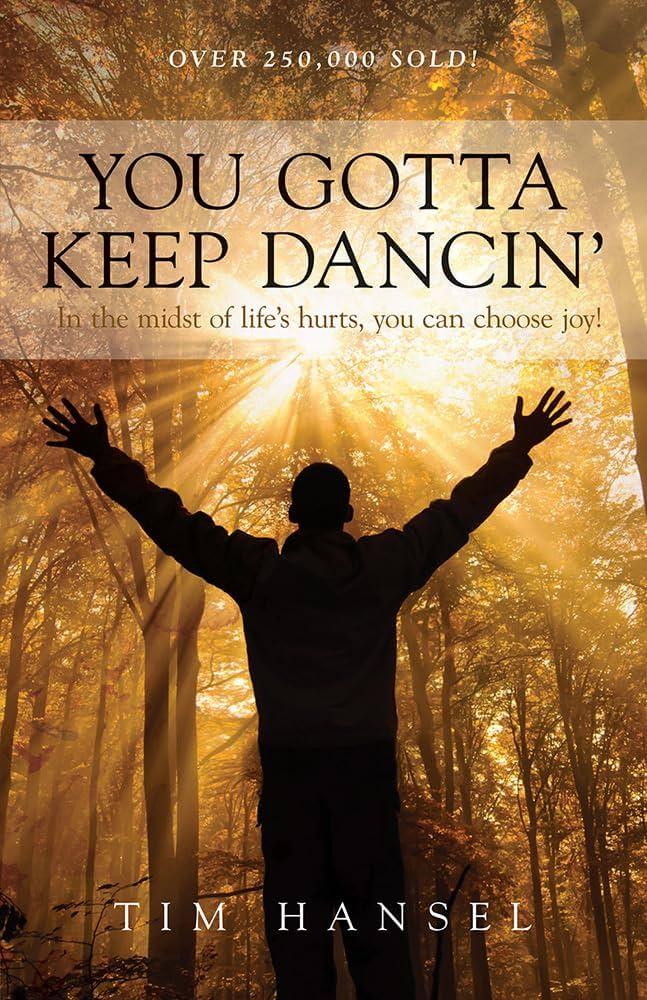 OVER 250,000 SOLD!
YOU GOTTA
KEEP DANCIN’
In the midst of life’s hurts, you can choose joy!
TIM HANSEL